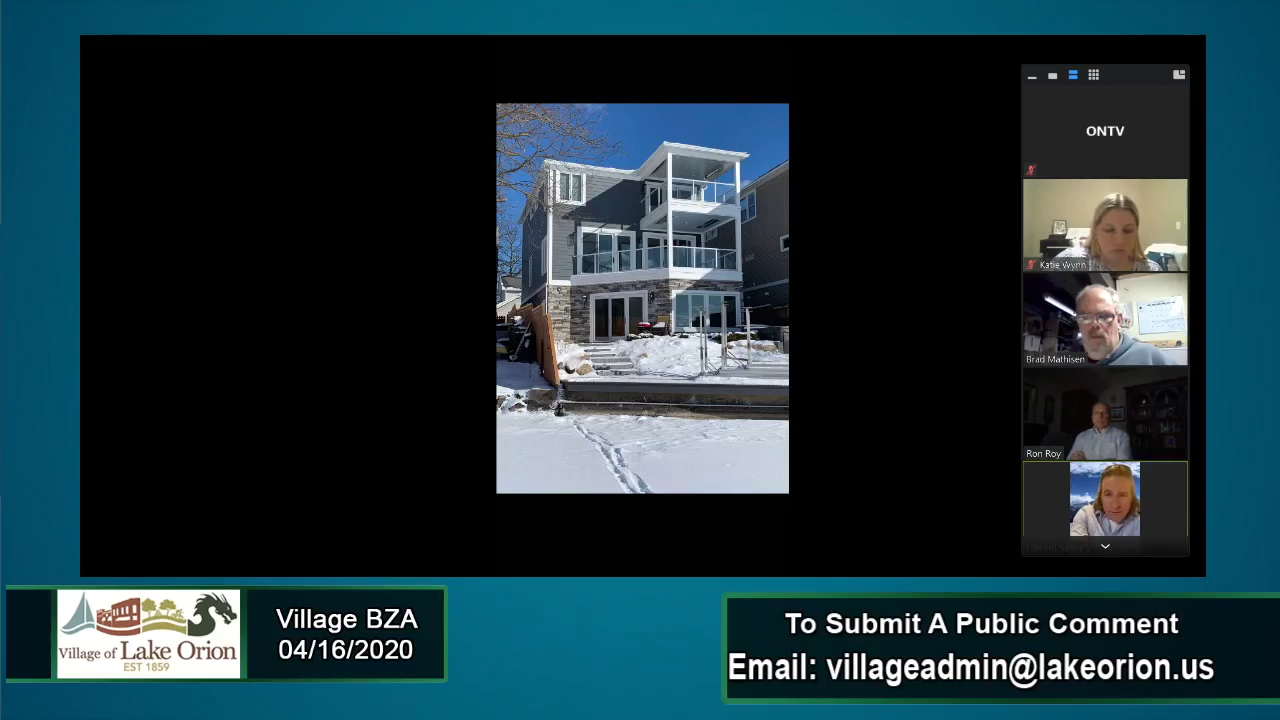 ONTV
Katie Wynn
Brad Mathisen
Ron Roy
Village of Lake Orion
EST 1859
Village BZA
04/16/2020
To Submit A Public Comment
Email: villageadmin@lakeorion.us